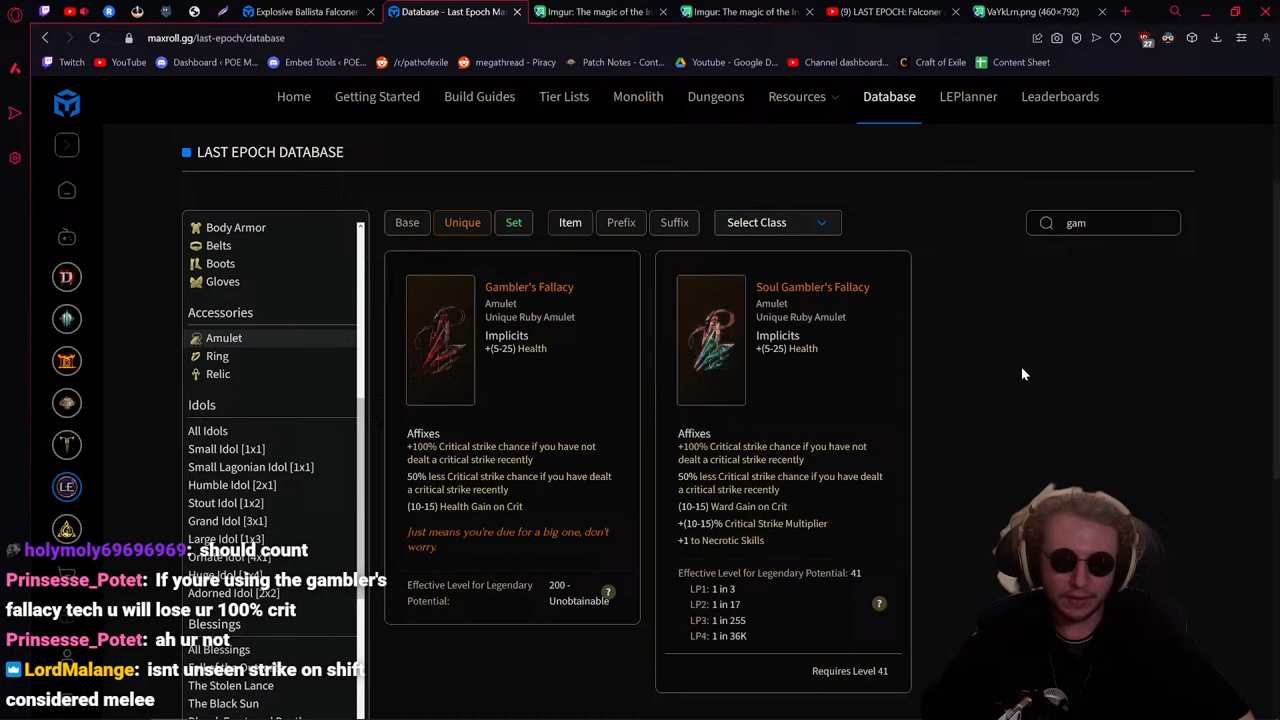 Explosive Ballista Falconer
Database - Last Epoch Ma
Imgur: The magic of the In
Imgur: The magic of the In
(9) LAST EPOCH: Falconer
VaYkLrn.png (460×792)
maxroll.gg/last-epoch/database
27
Twitch
YouTube
Dashboard ‹ POE M...
Embed Tools ‹ POE...
/r/pathofexile
megathread - Piracy
Patch Notes - Cont...
Google D...
Channel dashboard...
Craft of Exile
Content Sheet
Home
Getting Started
Build Guides
Tier Lists
Monolith
Dungeons
Resources
Database
LEPlanner
Leaderboards
LAST EPOCH DATABASE
Body Armor
Belts
Boots
Gloves
Accessories
Amulet
Ring
Relic
Idols
All Idols
Small Idol [1x1]
Small Lagonian Idol [1x1]
Humble Idol [2x1]
Stout Idol [1x2]
Grand Idol [3x1]
Large Idol [1x3]
Ornate Idol [4x1]
Adorned Idol [2x2]
Blessings
All Blessings
The Stolen Lance
The Black Sun
Base
Unique
Set
Item
Prefix
Suffix
Select Class
gam
Gambler's Fallacy
Amulet
Unique Ruby Amulet
Implicits
+(5-25) Health
Affixes
+100% Critical strike chance if you have not
dealt a critical strike recently
50% less Critical strike chance if you have dealt
a critical strike recently
(10-15) Health Gain on Crit
Just means you're due for a big one, don't
worry.
Effective Level for Legendary
Potential:
200 -
Unobtainable
?
Soul Gambler's Fallacy
Amulet
Unique Ruby Amulet
Implicits
+(5-25) Health
Affixes
+100% Critical strike chance if you have not
dealt a critical strike recently
50% less Critical strike chance if you have dealt
a critical strike recently
(10-15) Ward Gain on Crit
+(10-15)% Critical Strike Multiplier
+1 to Necrotic Skills
Effective Level for Legendary Potential: 41
LP1: 1 in 3
LP2: 1 in 17
LP3: 1 in 255
LP4: 1 in 36K
?
Requires Level 41
LE
holymoly69696969: should count
Prinsesse_Potet: If youre using the gambler's
fallacy tech u will lose ur 100% crit
Prinsesse_Potet: ah ur not
LordMalange: isnt unseen strike on shift
considered melee